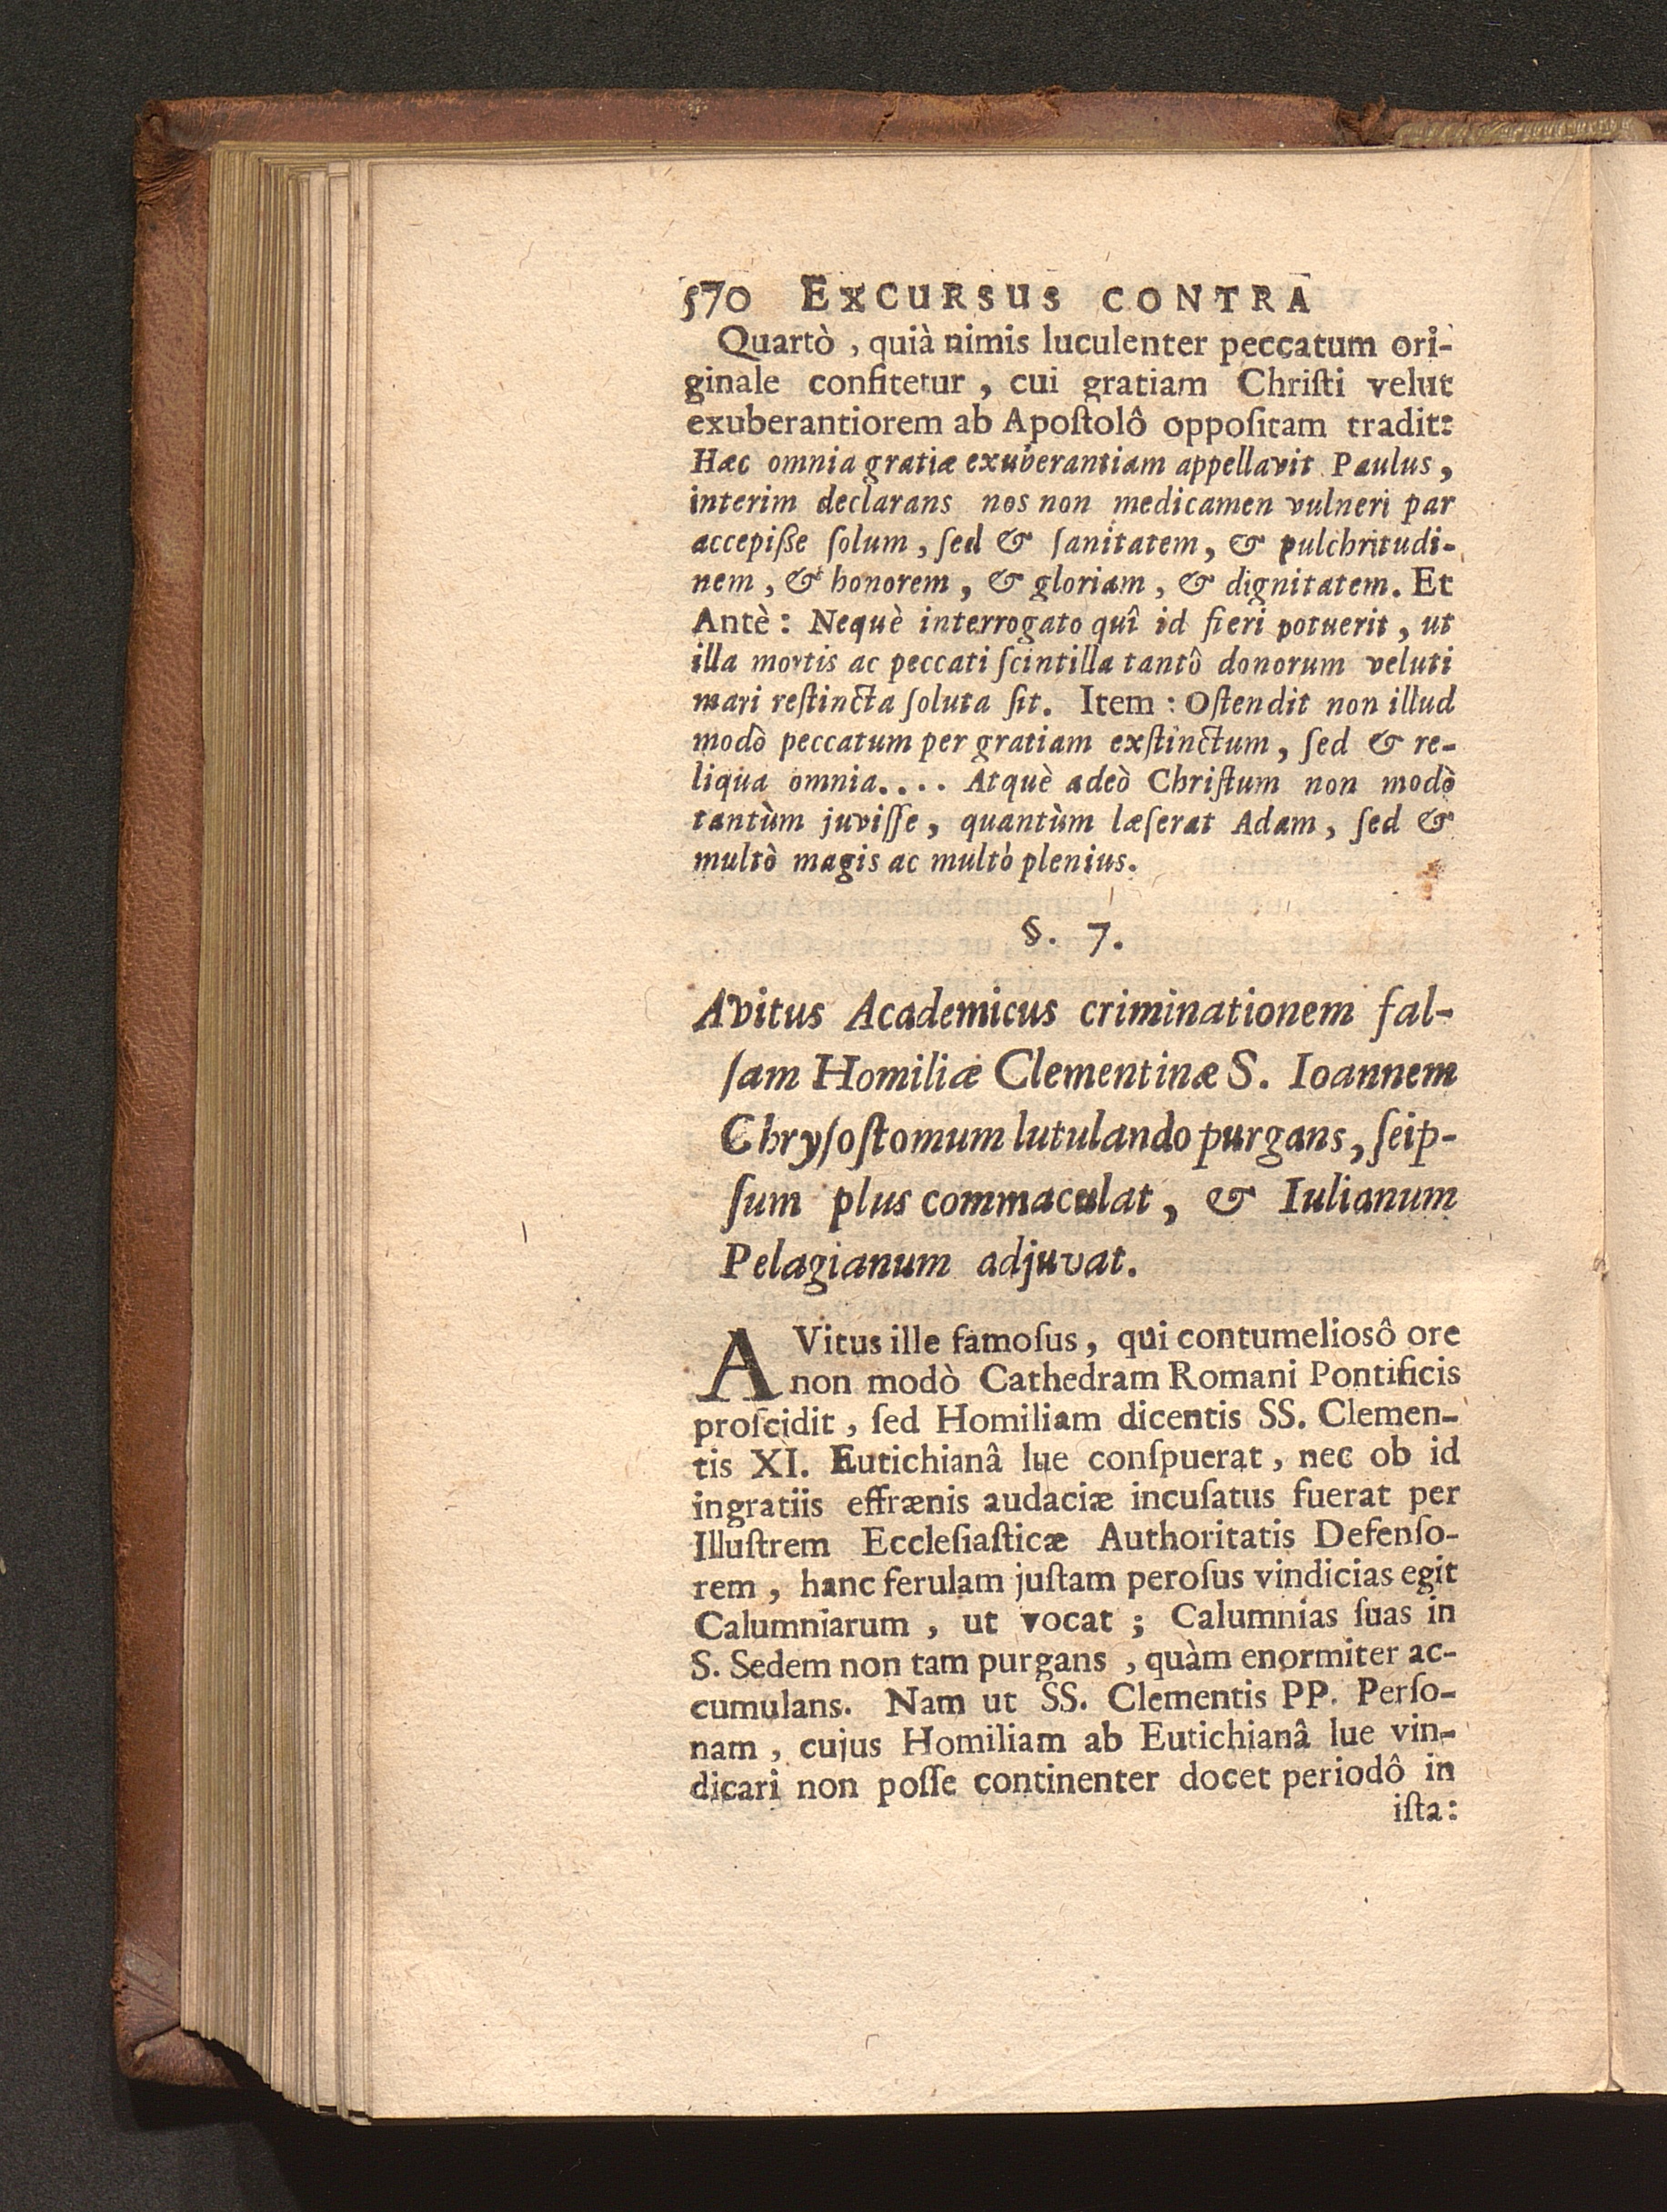 570 EXCURSUS CONTRA
Quartò, quià nimis luculenter peccatum ori-
ginale confitetur, cui gratiam Chriſti velut
exuberantiorem ab Apoſtolô oppoſitam tradit:
Hæc omnia gratiæ exuberantiam appellavit Paulus,
interim declarans nos non medicamen vulneri par
accepiße ſolum, ſed & ſanitatem, & pulchritudi-
nem, & honorem, & gloriam, & dignitatem. Et
Antè: Nequè interrogato quî id fieri potuerit, ut
illa mortis ac peccati ſcintilla tantô donorum veluti
mari reſtincta ſoluta ſit. Item: Oſtendit non illud
modò peccatum per gratiam exſtinctum, ſed & re-
liqua omnia.... Atquè adeò Chriſtum non modò
tantùm juviſſe, quantùm læſerat Adam, ſed &
multò magis ac multò plenius.
§. 7.
Avitus Academicus criminationem fal-
ſam Homiliæ Clementinæ S. Ioannem
Chryſoſtomum lutulando purgans, ſeip-
ſum plus commaculat, & Iulianum
Pelagianum adjuvat.
AVitus ille famoſus, qui contumelioſô ore
non modò Cathedram Romani Pontificis
proſcidit, ſed Homiliam dicentis SS. Clemen-
tis XI. Eutichianâ lue conſpuerat, nec ob id
ingratiis effrænis audaciæ incuſatus fuerat per
Illuſtrem Eccleſiaſticæ Authoritatis Defenſo-
rem, hanc ferulam juſtam peroſus vindicias egit
Calumniarum, ut vocat; Calumnias ſuas in
S. Sedem non tam purgans, quàm enormiter ac-
cumulans. Nam ut SS. Clementis PP. Perſo-
nam, cujus Homiliam ab Eutichianâ lue vin-
dicari non poſſe continenter docet periodô in
iſta: